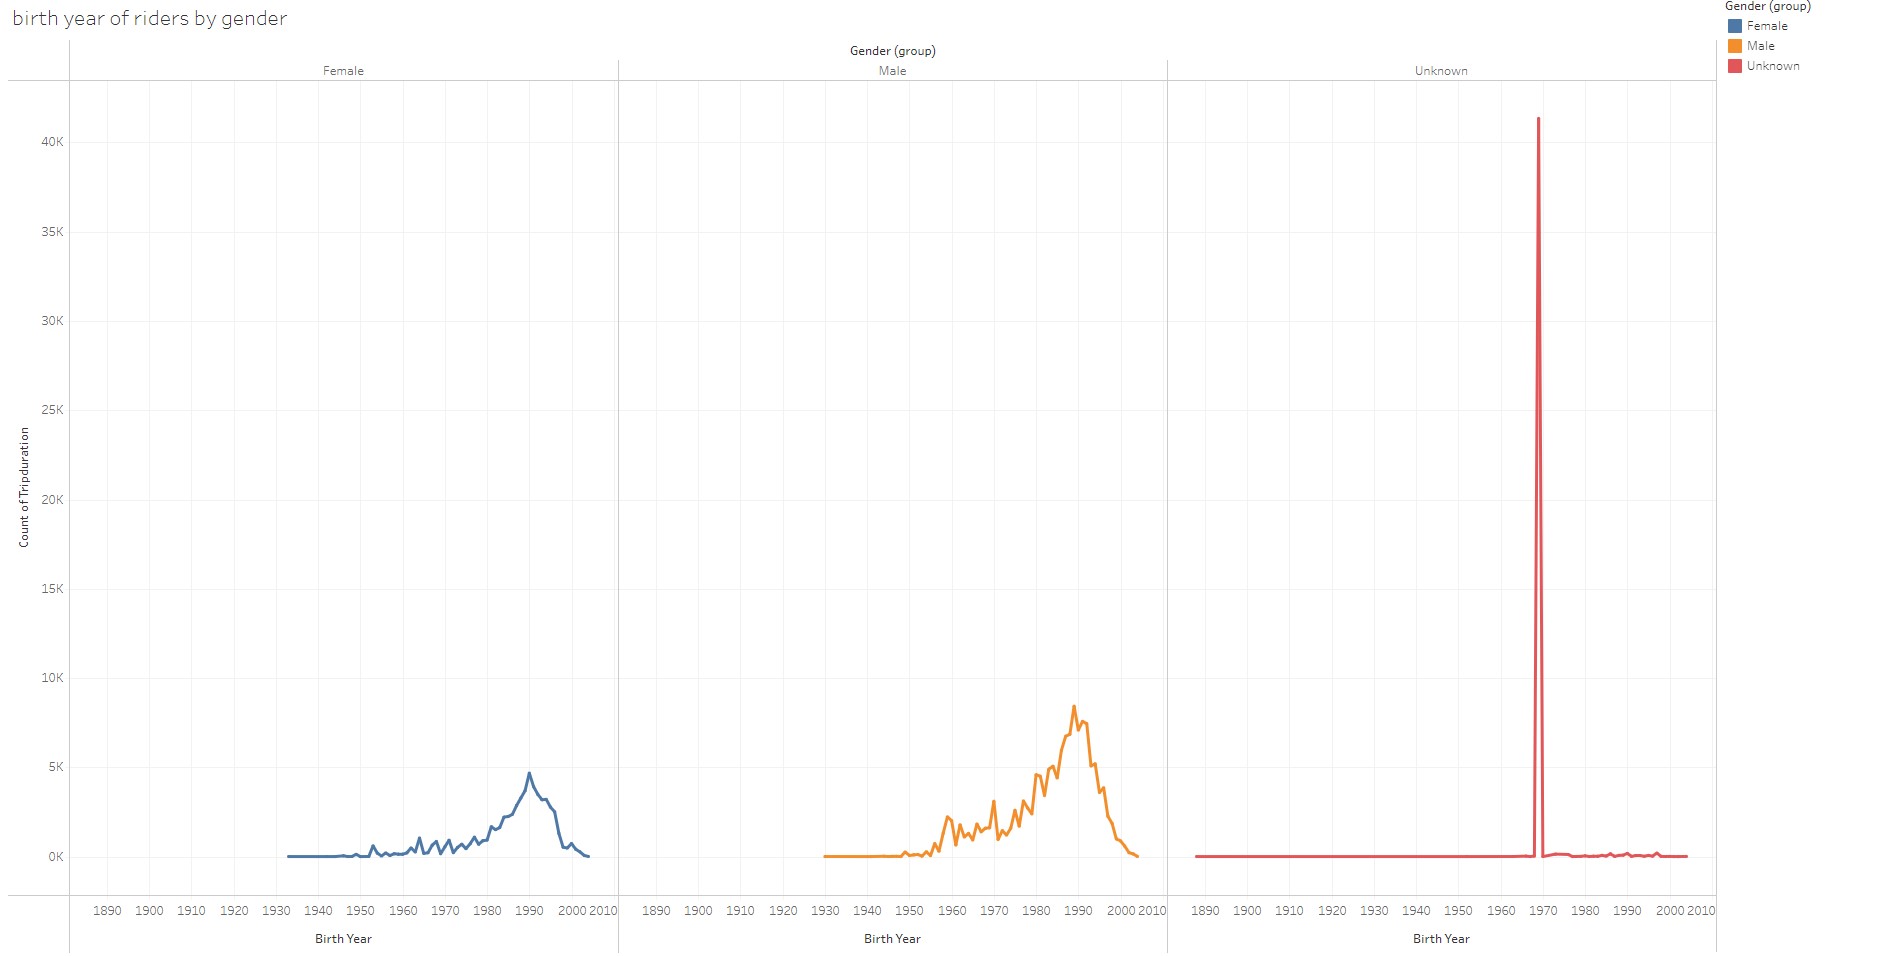 birth year of riders by gender
Gender (group)
Female
Male
Unknown
Gender (group)
Female Male Unknown
40K
35K
30K
25K
20K
15K
10K
5K
0K
Count of Tripduration
1890 1900 1910 1920 1930 1940 1950 1960 1970 1980 1990 2000 2010 1890 1900 1910 1920 1930 1940 1950 1960 1970 1980 1990 2000 2010 1890 1900 1910 1920 1930 1940 1950 1960 1970 1980 1990 2000 2010
Birth Year Birth Year Birth Year